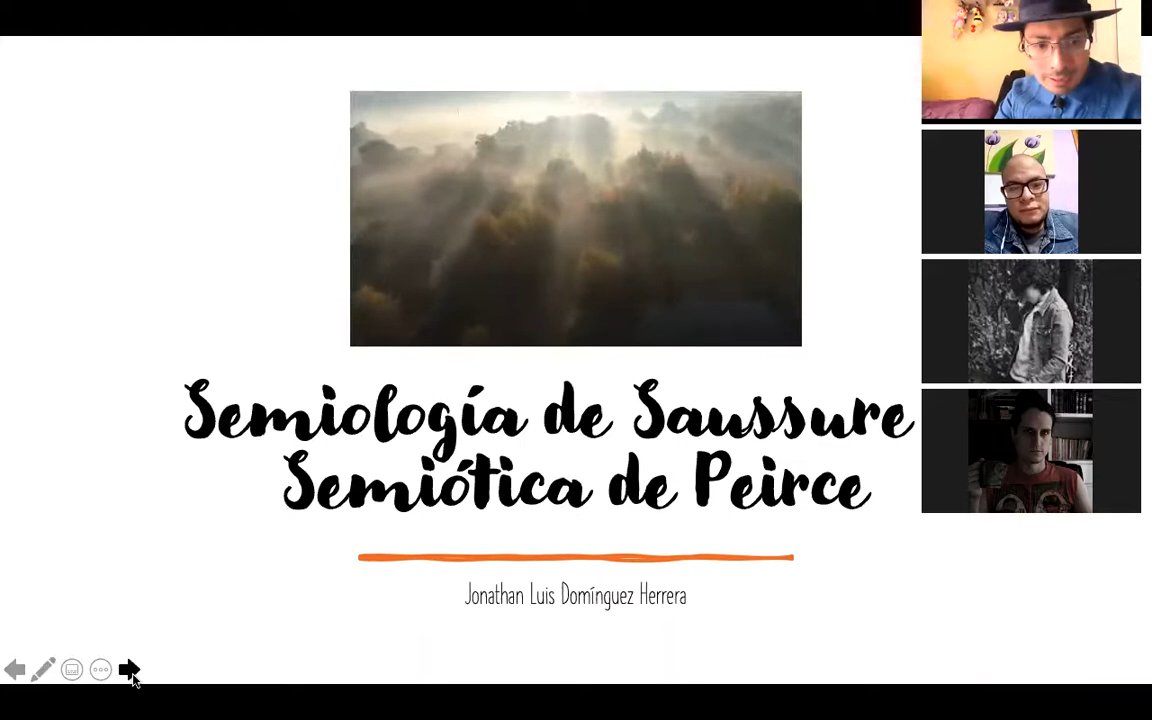 Semiología de Saussure
Semiótica de Peirce
Jonathan Luis Domínguez Herrera